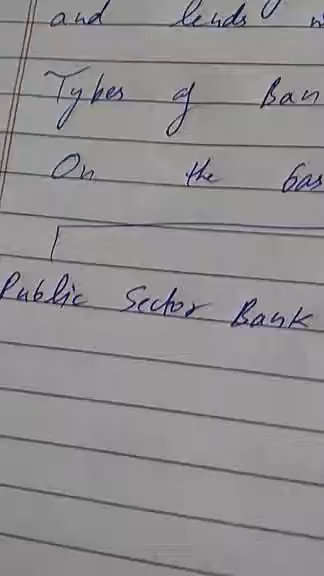 and lends
Types of Ban
On the bas
Public Sector Bank